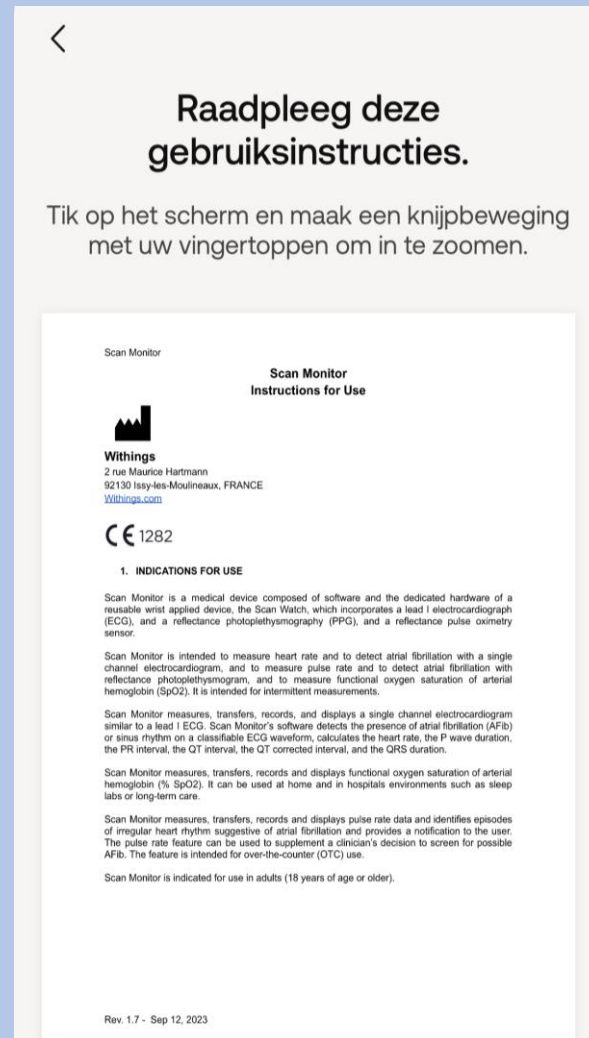 Raadpleeg deze
gebruiksinstructies.
Tik op het scherm en maak een knijpbeweging
met uw vingertoppen om in te zoomen.
Scan Monitor
Scan Monitor
Instructions for Use
Withings
2 rue Maurice Hartmann
92130 Issy-les-Moulineaux, FRANCE
Withings.com
CE 1282
1. INDICATIONS FOR USE
Scan Monitor is a medical device composed of software and the dedicated hardware of a
reusable wrist applied device, the Scan Watch, which incorporates a lead I electrocardiograph
(ECG), and a reflectance photoplethysmography (PPG), and a reflectance pulse oximetry
sensor.
Scan Monitor is intended to measure heart rate and to detect atrial fibrillation with a single
channel electrocardiogram, and to measure pulse rate and to detect atrial fibrillation with
reflectance photoplethysmogram, and to measure functional oxygen saturation of arterial
hemoglobin (SpO2). It is intended for intermittent measurements.
Scan Monitor measures, transfers, records, and displays a single channel electrocardiogram
similar to a lead I ECG. Scan Monitor's software detects the presence of atrial fibrillation (AFib)
or sinus rhythm on a classifiable ECG waveform, calculates the heart rate, the P wave duration,
the PR interval, the QT interval, the QT corrected interval, and the QRS duration.
Scan Monitor measures, transfers, records and displays functional oxygen saturation of arterial
hemoglobin (% SpO2). It can be used at home and in hospitals environments such as sleep
labs or long-term care.
Scan Monitor measures, transfers, records and displays pulse rate data and identifies episodes
of irregular heart rhythm suggestive of atrial fibrillation and provides a notification to the user.
The pulse rate feature can be used to supplement a clinician's decision to screen for possible
AFib. The feature is intended for over-the-counter (OTC) use.
Scan Monitor is indicated for use in adults (18 years of age or older).
Rev. 1.7 - Sep 12, 2023